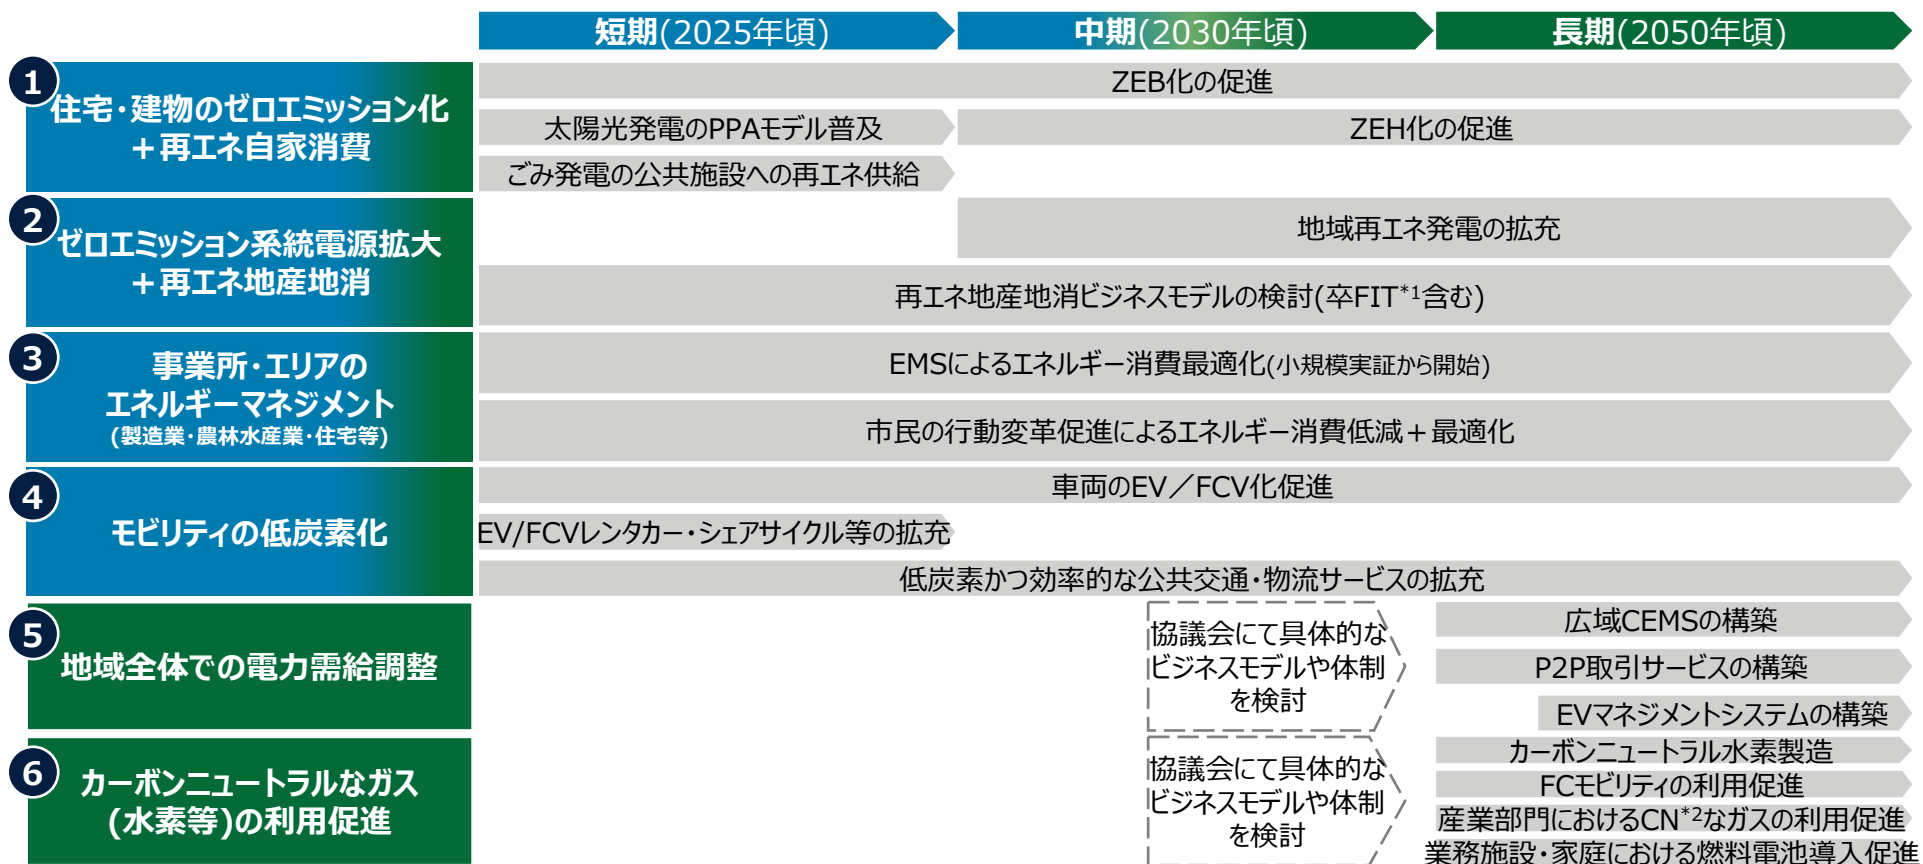 短期(2025年頃)
中期(2030年頃)
長期(2050年頃)
1
住宅・建物のゼロエミッション化
＋再エネ自家消費
ZEB化の促進
太陽光発電のPPAモデル普及
ZEH化の促進
ごみ発電の公共施設への再エネ供給
2
ゼロエミッション系統電源拡大
＋再エネ地産地消
地域再エネ発電の拡充
再エネ地産地消ビジネスモデルの検討(卒FIT*1含む)
3
事業所・エリアの
エネルギーマネジメント
(製造業・農林水産業・住宅等)
EMSによるエネルギー消費最適化(小規模実証から開始)
市民の行動変革促進によるエネルギー消費低減＋最適化
4
モビリティの低炭素化
車両のEV／FCV化促進
EV/FCVレンタカー・シェアサイクル等の拡充
低炭素かつ効率的な公共交通・物流サービスの拡充
5
地域全体での電力需給調整
協議会にて具体的な
ビジネスモデルや体制
を検討
広域CEMSの構築
P2P取引サービスの構築
EVマネジメントシステムの構築
6
カーボンニュートラルなガス
(水素等)の利用促進
協議会にて具体的な
ビジネスモデルや体制
を検討
カーボンニュートラル水素製造
FCモビリティの利用促進
産業部門におけるCN*2なガスの利用促進
業務施設・家庭における燃料電池導入促進